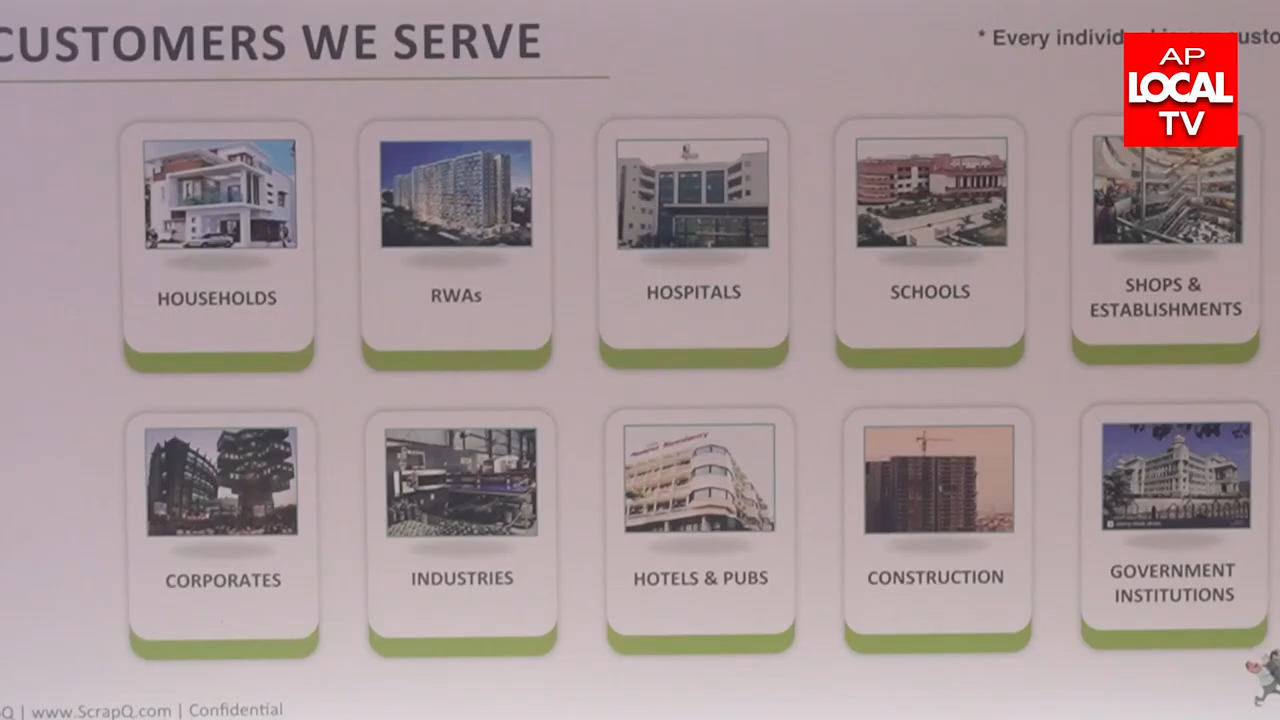 CUSTOMERS WE SERVE
* Every individ
custo
AP
LOCAL
TV
HOUSEHOLDS
RWAs
HOSPITALS
SCHOOLS
SHOPS &
ESTABLISHMENTS
CORPORATES
INDUSTRIES
HOTELS & PUBS
CONSTRUCTION
GOVERNMENT
INSTITUTIONS
Q | www.ScrapQ.com | Confidential